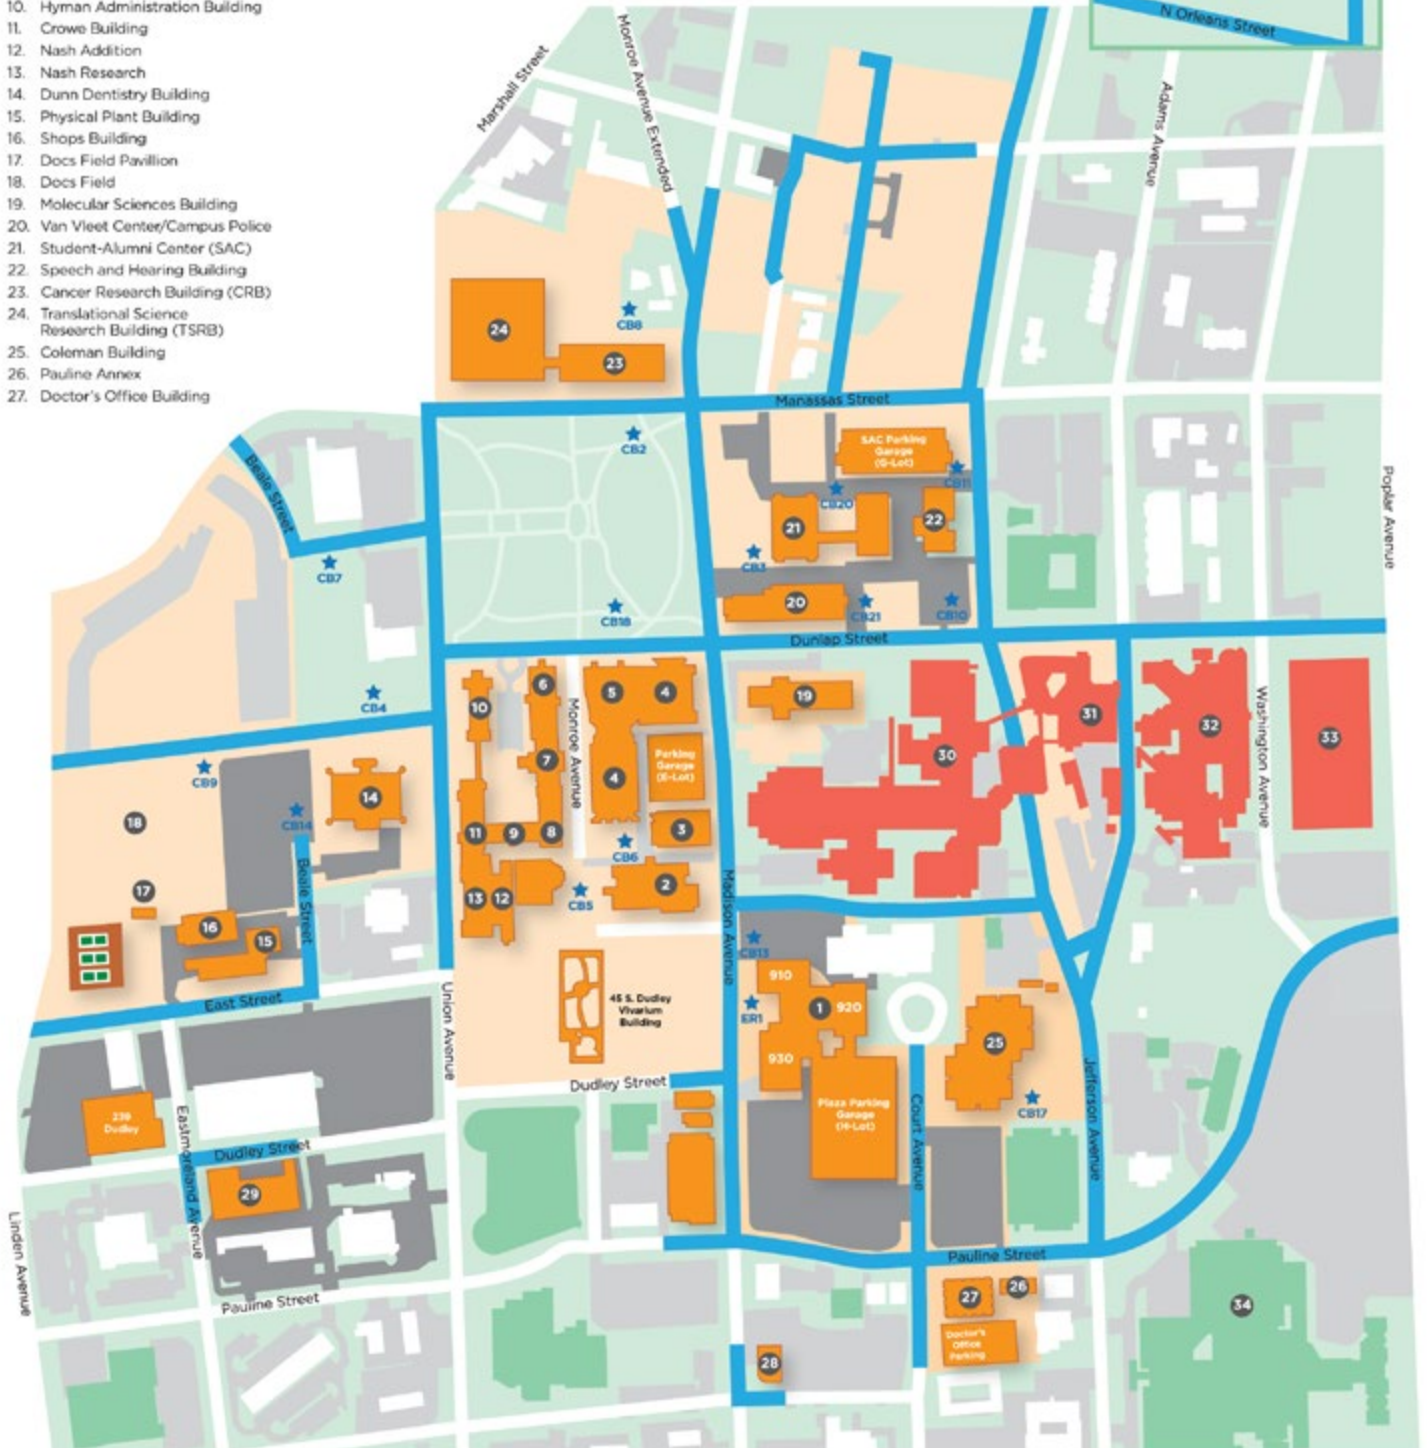 10. Hyman Administration Building
11. Crowe Building
12. Nash Addition
13. Nash Research
14. Dunn Dentistry Building
15. Physical Plant Building
16. Shops Building
17. Docs Field Pavillion
18. Docs Field
19. Molecular Sciences Building
20. Van Vleet Center/Campus Police
21. Student-Alumni Center (SAC)
22. Speech and Hearing Building
23. Cancer Research Building (CRB)
24. Translational Science
Research Building (TSRB)
25. Coleman Building
26. Pauline Annex
27. Doctor's Office Building
N Orleans Street
Marshall Street
Monroe Avenue Extended
Adams Avenue
24
CB8
23
Manassas Street
CB2
SAC Parking
Garage
(G-Lot)
CB11
CB20
21
22
Beale Street
Poplar Avenue
CB3
CB7
20
CB21
CB10
CB18
Dunlap Street
CB4
10
6
5
4
19
31
32
33
30
Monroe Avenue
7
4
Parking
Garage
(E-Lot)
Washington Avenue
CB9
14
18
CB14
11
9
8
3
CB6
17
Beale Street
13
12
CB5
2
Madison Avenue
16
15
CB13
910
1
920
ER1
930
East Street
Union Avenue
45 S. Dudley
Vivarium
Building
25
Dudley Street
CB17
Plaza Parking
Garage
(H-Lot)
Court Avenue
Jefferson Avenue
239
Dudley
Eastmoreland Avenue
Dudley Street
29
Linden Avenue
Pauline Street
Pauline Street
27
26
34
Doctor's
Office
Parking
28